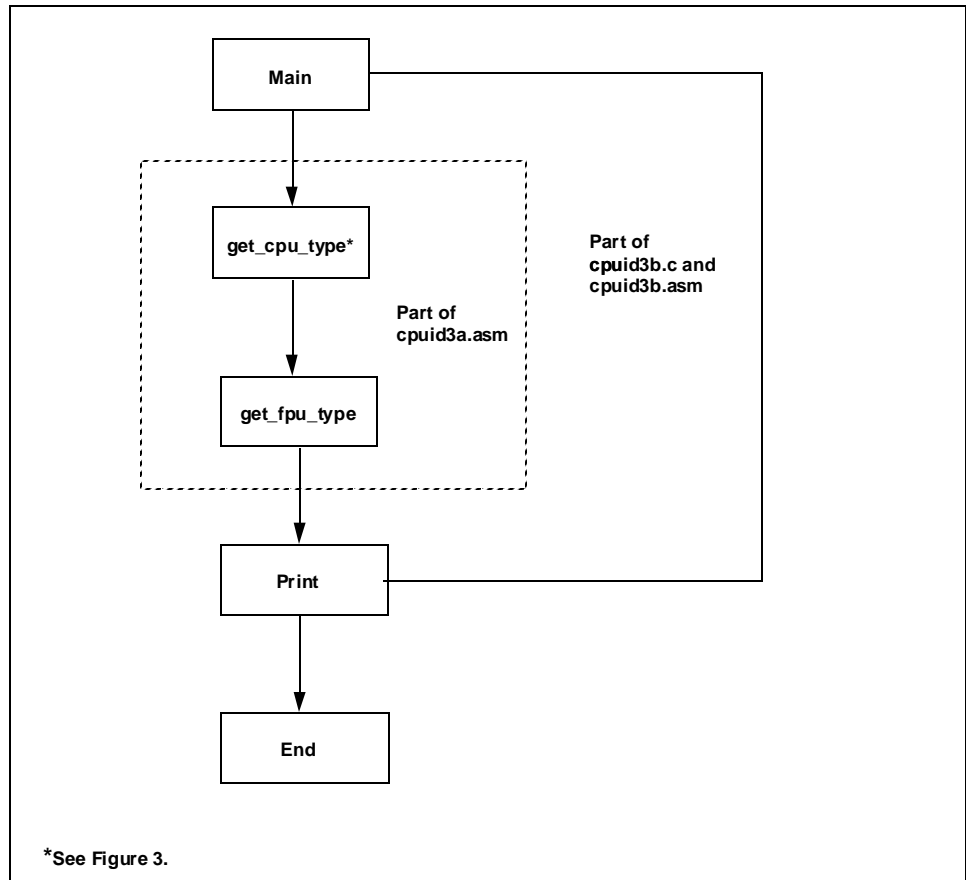 Main
get_cpu_type*
Part of
cpuid3b.c and
cpuid3b.asm
Part of
cpuid3a.asm
get_fpu_type
Print
End
*See Figure 3.